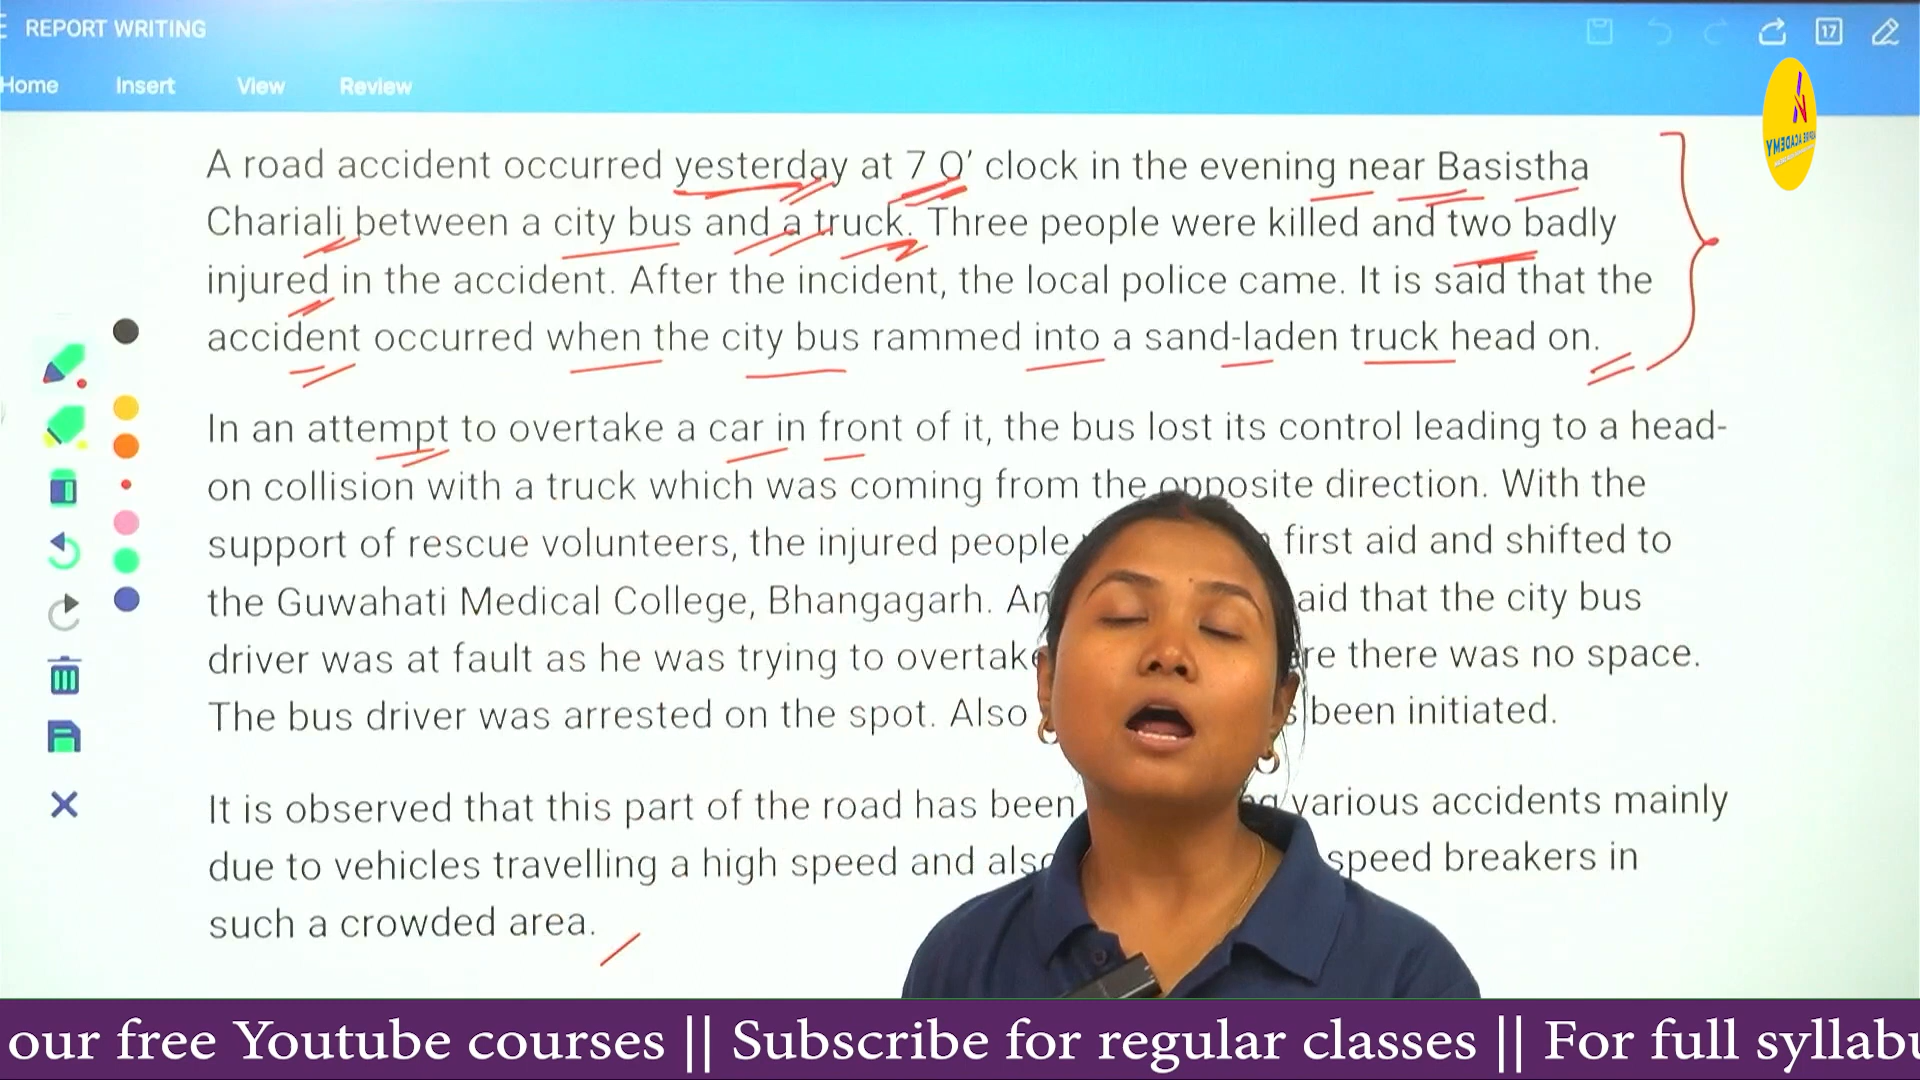 REPORT WRITING
17
Home Insert View Review
A road accident occurred yesterday at 7 O' clock in the evening near Basistha
Chariali between a city bus and a truck. Three people were killed and two badly
injured in the accident. After the incident, the local police came. It is said that the
accident occurred when the city bus rammed into a sand-laden truck head on.
In an attempt to overtake a car in front of it, the bus lost its control leading to a head-
on collision with a truck which was coming from the opposite direction. With the
support of rescue volunteers, the injured people first aid and shifted to
the Guwahati Medical College, Bhangagarh. that the city bus
driver was at fault as he was trying to there was no space.
The bus driver was arrested on the spot. Also been initiated.
It is observed that this part of the road has been various accidents mainly
due to vehicles travelling a high speed and speed breakers in
such a crowded area.
our free Youtube courses || Subscribe for regular classes || For full